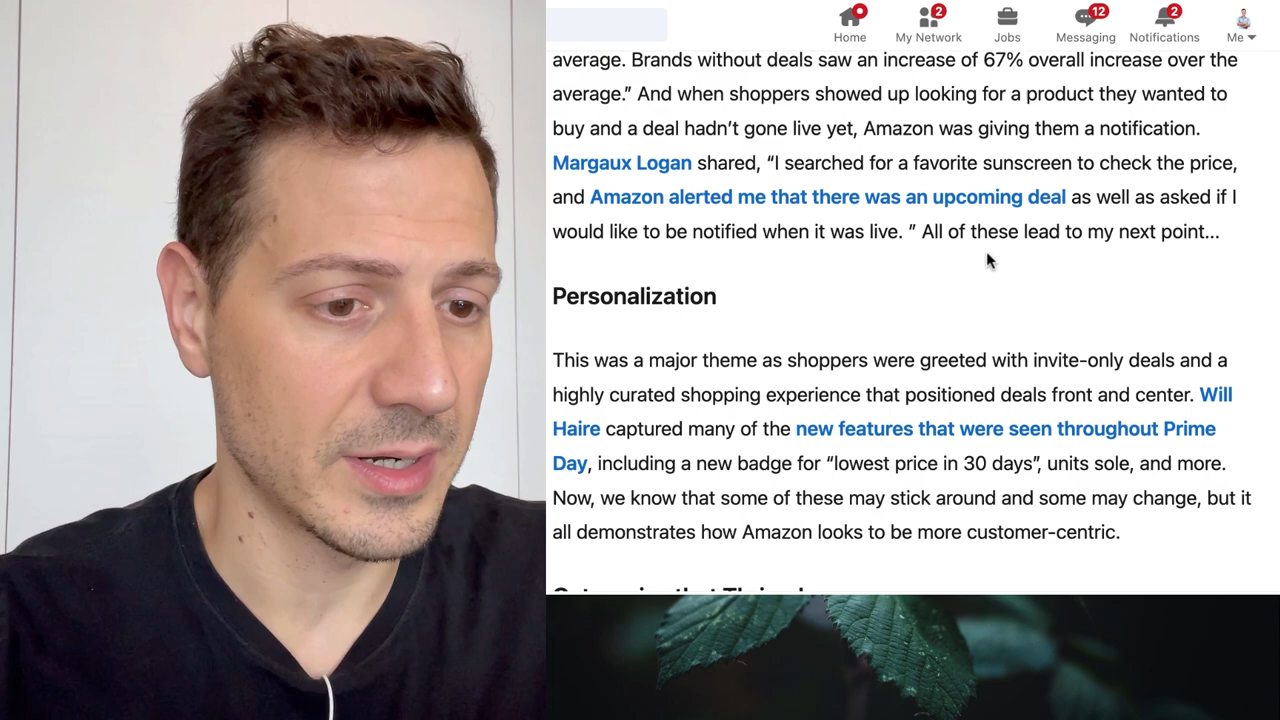 2
12
2
Home
My Network
Jobs
Messaging
Notifications
Me
average. Brands without deals saw an increase of 67% overall increase over the
average.” And when shoppers showed up looking for a product they wanted to
buy and a deal hadn’t gone live yet, Amazon was giving them a notification.
Margaux Logan shared, “I searched for a favorite sunscreen to check the price,
and Amazon alerted me that there was an upcoming deal as well as asked if I
would like to be notified when it was live. ” All of these lead to my next point...
Personalization
This was a major theme as shoppers were greeted with invite-only deals and a
highly curated shopping experience that positioned deals front and center. Will
Haire captured many of the new features that were seen throughout Prime
Day, including a new badge for “lowest price in 30 days”, units sole, and more.
Now, we know that some of these may stick around and some may change, but it
all demonstrates how Amazon looks to be more customer-centric.